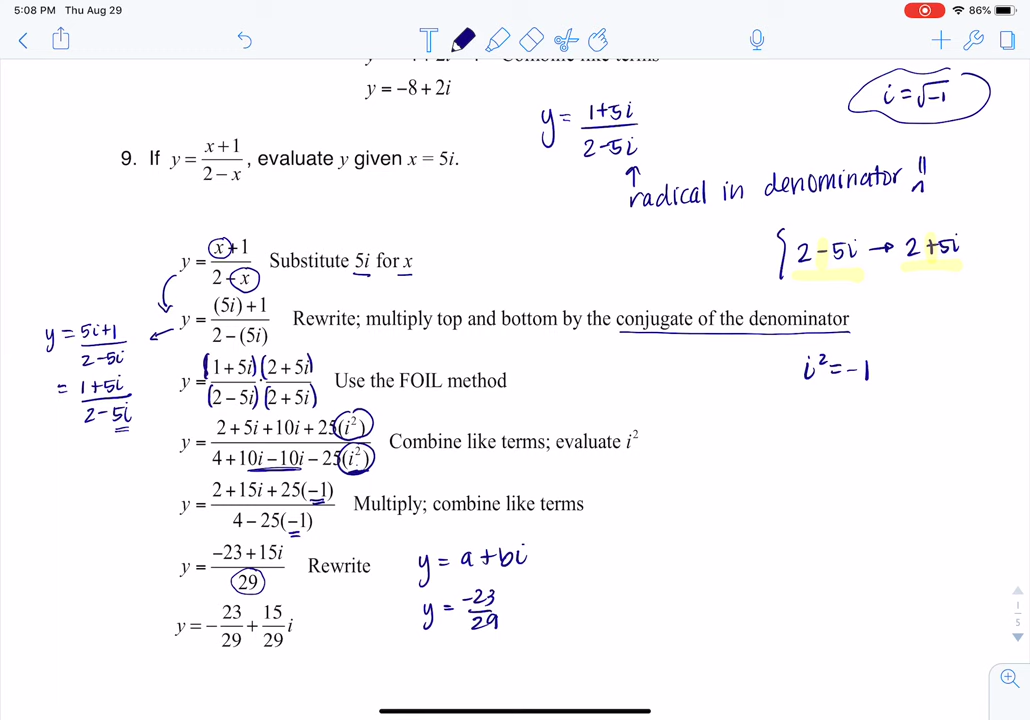 5:08 PM Thu Aug 29
86%
T
y = −8 + 2i
i = √-1
y = 1+5i / 2-5i
9. If y = x+1 / 2−x, evaluate y given x = 5i.
radical in denominator !!
y = x+1 / 2−x Substitute 5i for x
{ 2-5i → 2+5i
y = (5i)+1 / 2−(5i) Rewrite; multiply top and bottom by the conjugate of the denominator
y = 5i+1 / 2-5i
= 1+5i / 2-5i
y = (1+5i)·(2+5i) / (2−5i)·(2+5i) Use the FOIL method
i² = -1
y = 2+5i+10i+25(i²) / 4+10i−10i−25(i²) Combine like terms; evaluate i²
y = 2+15i+25(−1) / 4−25(−1) Multiply; combine like terms
y = −23+15i / 29 Rewrite
y = a+bi
y = -23/29
y = −23/29 + 15/29 i
1
5